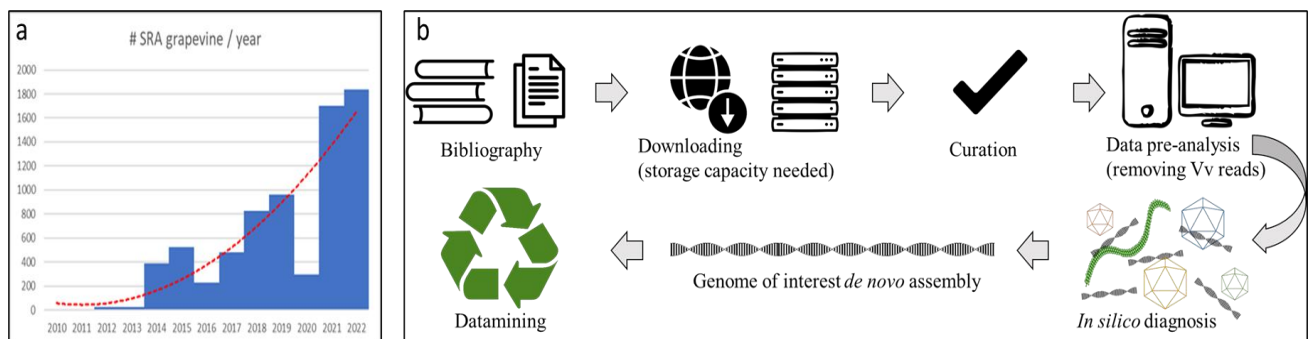 a
# SRA grapevine / year
2000
1800
1600
1400
1200
1000
800
600
400
200
0
2010 2011 2012 2013 2014 2015 2016 2017 2018 2019 2020 2021 2022
b
Bibliography
Downloading
(storage capacity needed)
Curation
Data pre-analysis
(removing Vv reads)
In silico diagnosis
Genome of interest de novo assembly
Datamining